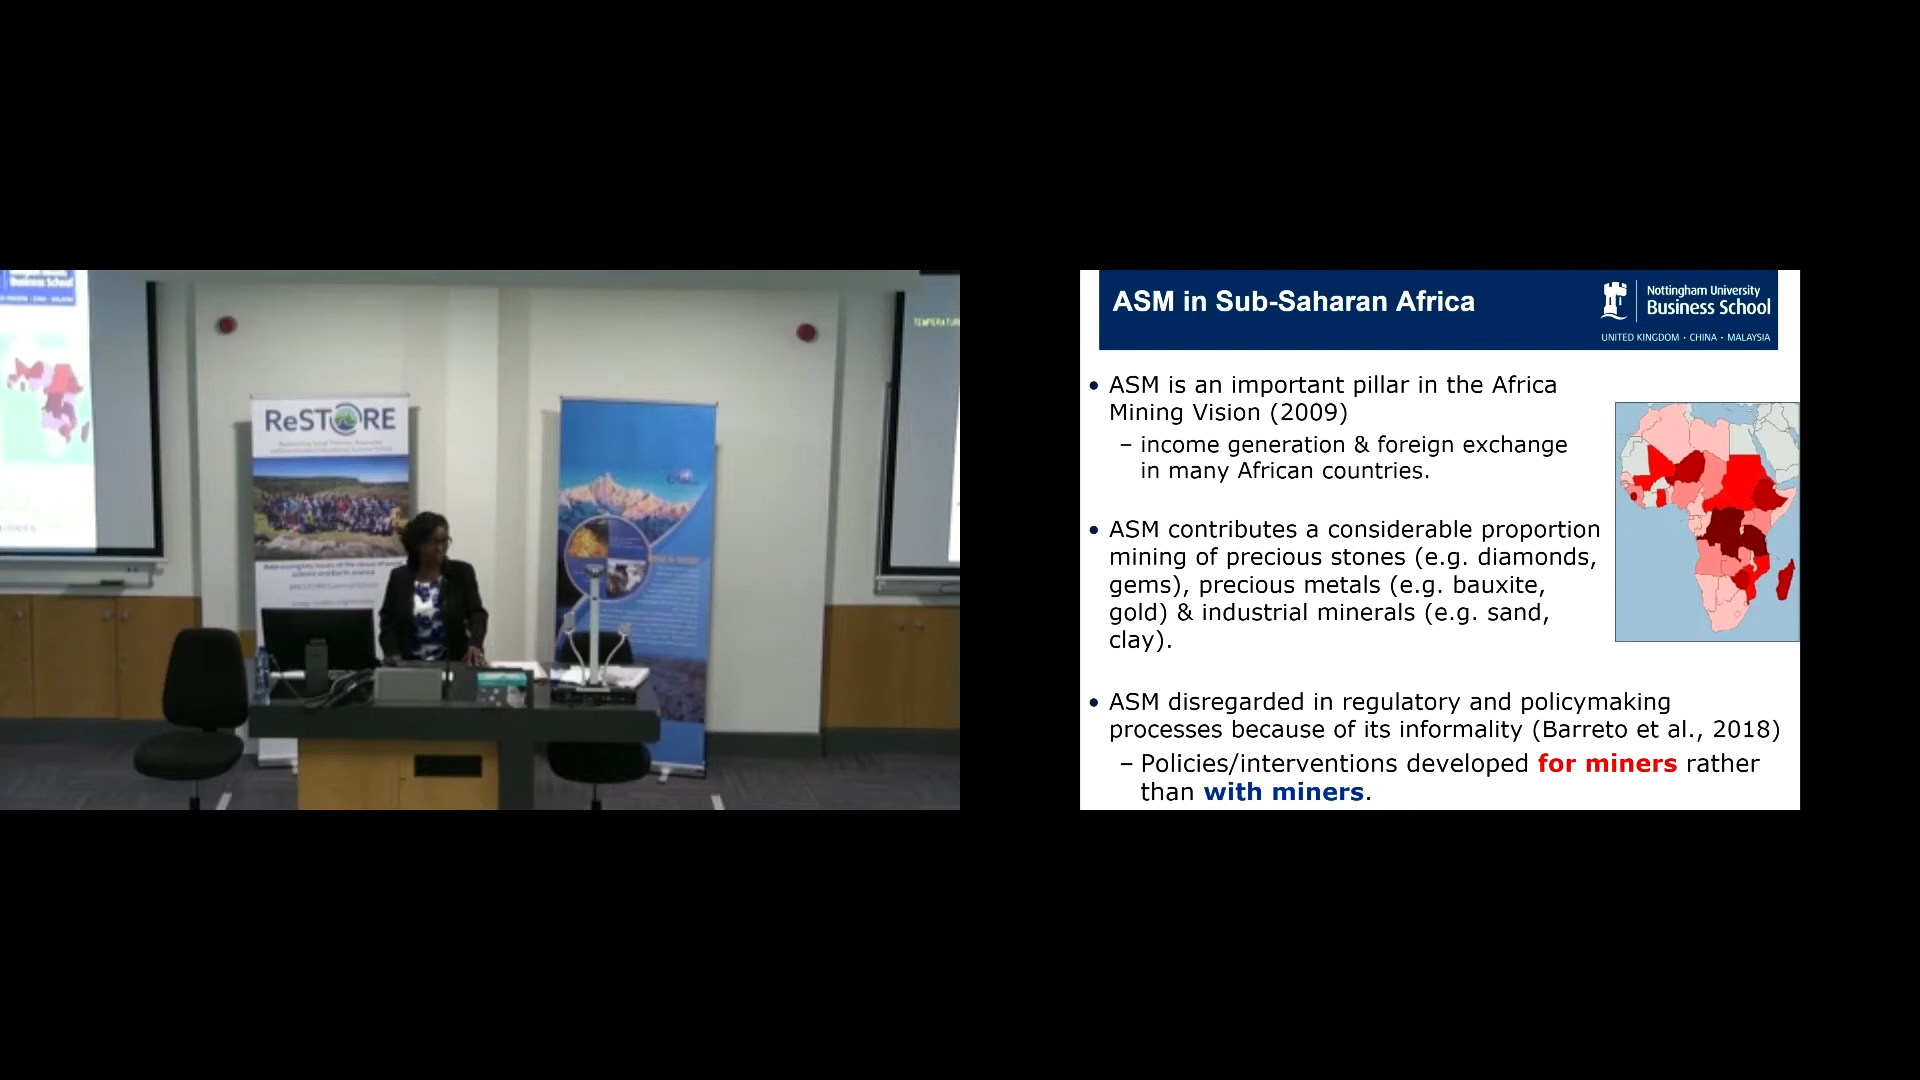 Business School
TEMPERATUR
ReSTORE
ASM in Sub-Saharan Africa
Nottingham University
Business School
UNITED KINGDOM · CHINA · MALAYSIA
• ASM is an important pillar in the Africa
Mining Vision (2009)
– income generation & foreign exchange
in many African countries.
• ASM contributes a considerable proportion
mining of precious stones (e.g. diamonds,
gems), precious metals (e.g. bauxite,
gold) & industrial minerals (e.g. sand,
clay).
• ASM disregarded in regulatory and policymaking
processes because of its informality (Barreto et al., 2018)
– Policies/interventions developed for miners rather
than with miners.